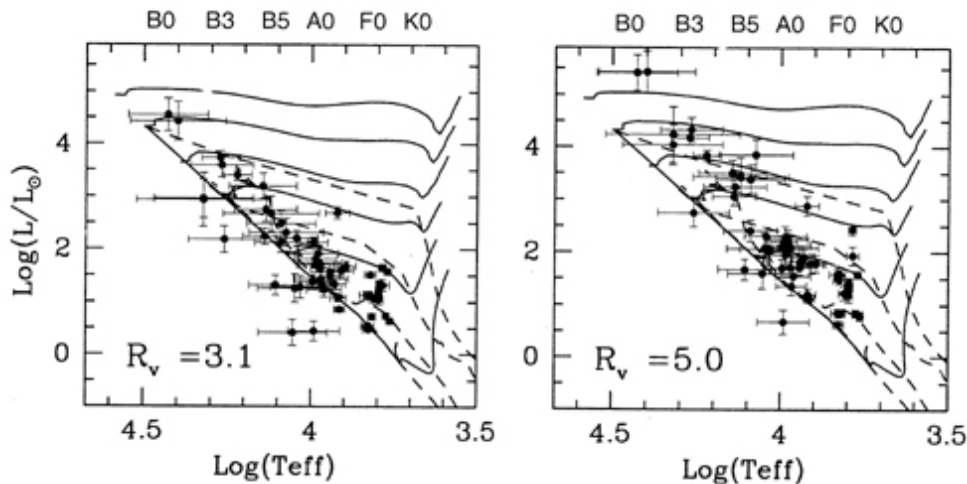 B0 B3 B5 A0 F0 K0
B0 B3 B5 A0 F0 K0
Log(L/L⊙)
4
2
0
R_v =3.1
4.5 4 3.5
Log(Teff)
4
2
0
R_v =5.0
4.5 4 3.5
Log(Teff)